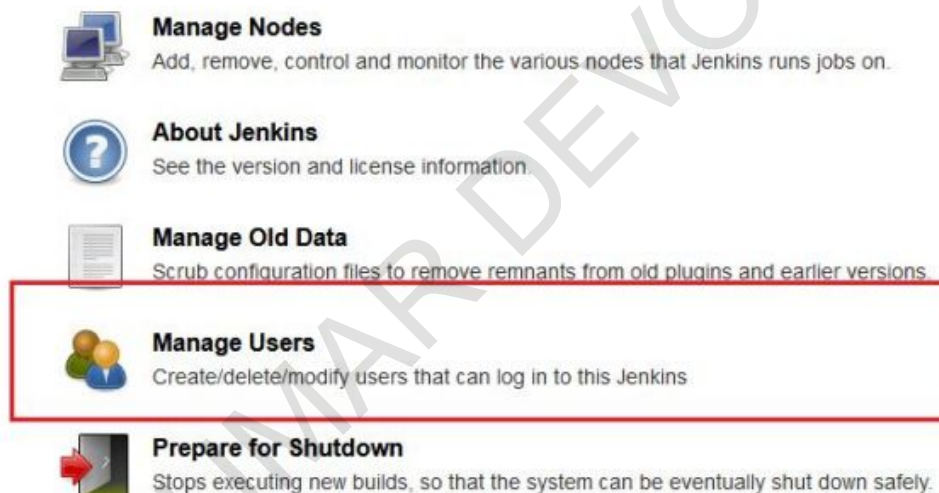 Manage Nodes
Add, remove, control and monitor the various nodes that Jenkins runs jobs on.
About Jenkins
See the version and license information.
Manage Old Data
Scrub configuration files to remove remnants from old plugins and earlier versions.
Manage Users
Create/delete/modify users that can log in to this Jenkins
Prepare for Shutdown
Stops executing new builds, so that the system can be eventually shut down safely.